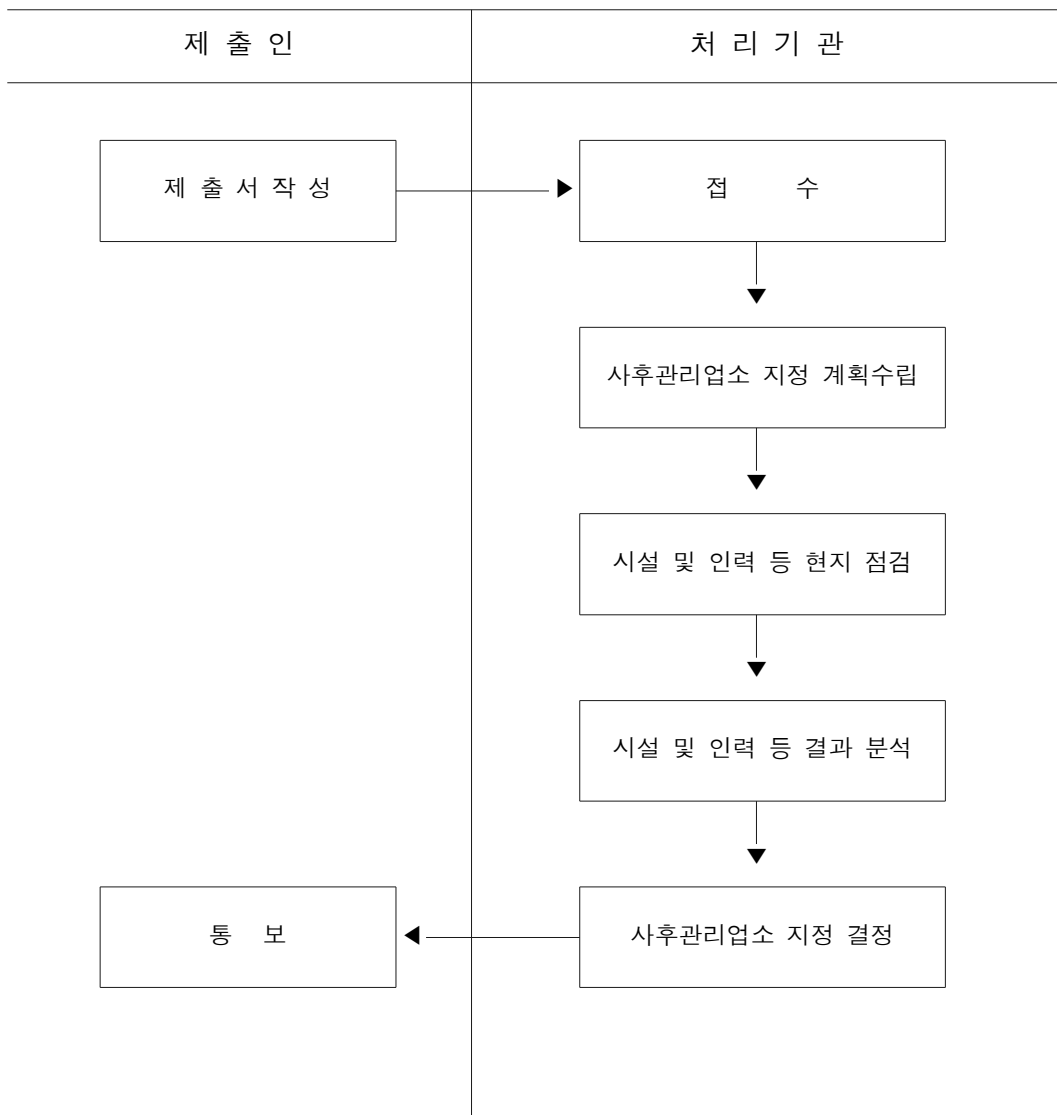 제 출 인
처 리 기 관
제 출 서 작 성
접 수
사후관리업소 지정 계획수립
시설 및 인력 등 현지 점검
시설 및 인력 등 결과 분석
통 보
사후관리업소 지정 결정